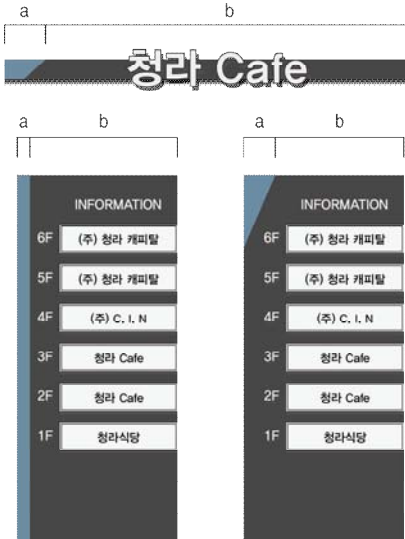 a b
청라 Cafe
a b a b
INFORMATION
6F (주) 청라 캐피탈
5F (주) 청라 캐피탈
4F (주) C. I. N
3F 청라 Cafe
2F 청라 Cafe
1F 청라식당
INFORMATION
6F (주) 청라 캐피탈
5F (주) 청라 캐피탈
4F (주) C. I. N
3F 청라 Cafe
2F 청라 Cafe
1F 청라식당